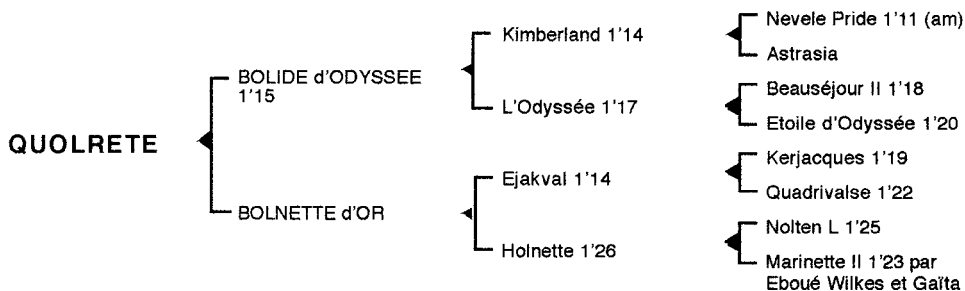 Nevele Pride 1'11 (am)
Kimberland 1'14
Astrasia
BOLIDE d'ODYSSEE
1'15
Beauséjour II 1'18
L'Odyssée 1'17
Etoile d'Odyssée 1'20
QUOLRETE
Kerjacques 1'19
Ejakval 1'14
Quadrivalse 1'22
BOLNETTE d'OR
Nolten L 1'25
Holnette 1'26
Marinette II 1'23 par
Eboué Wilkes et Gaïta